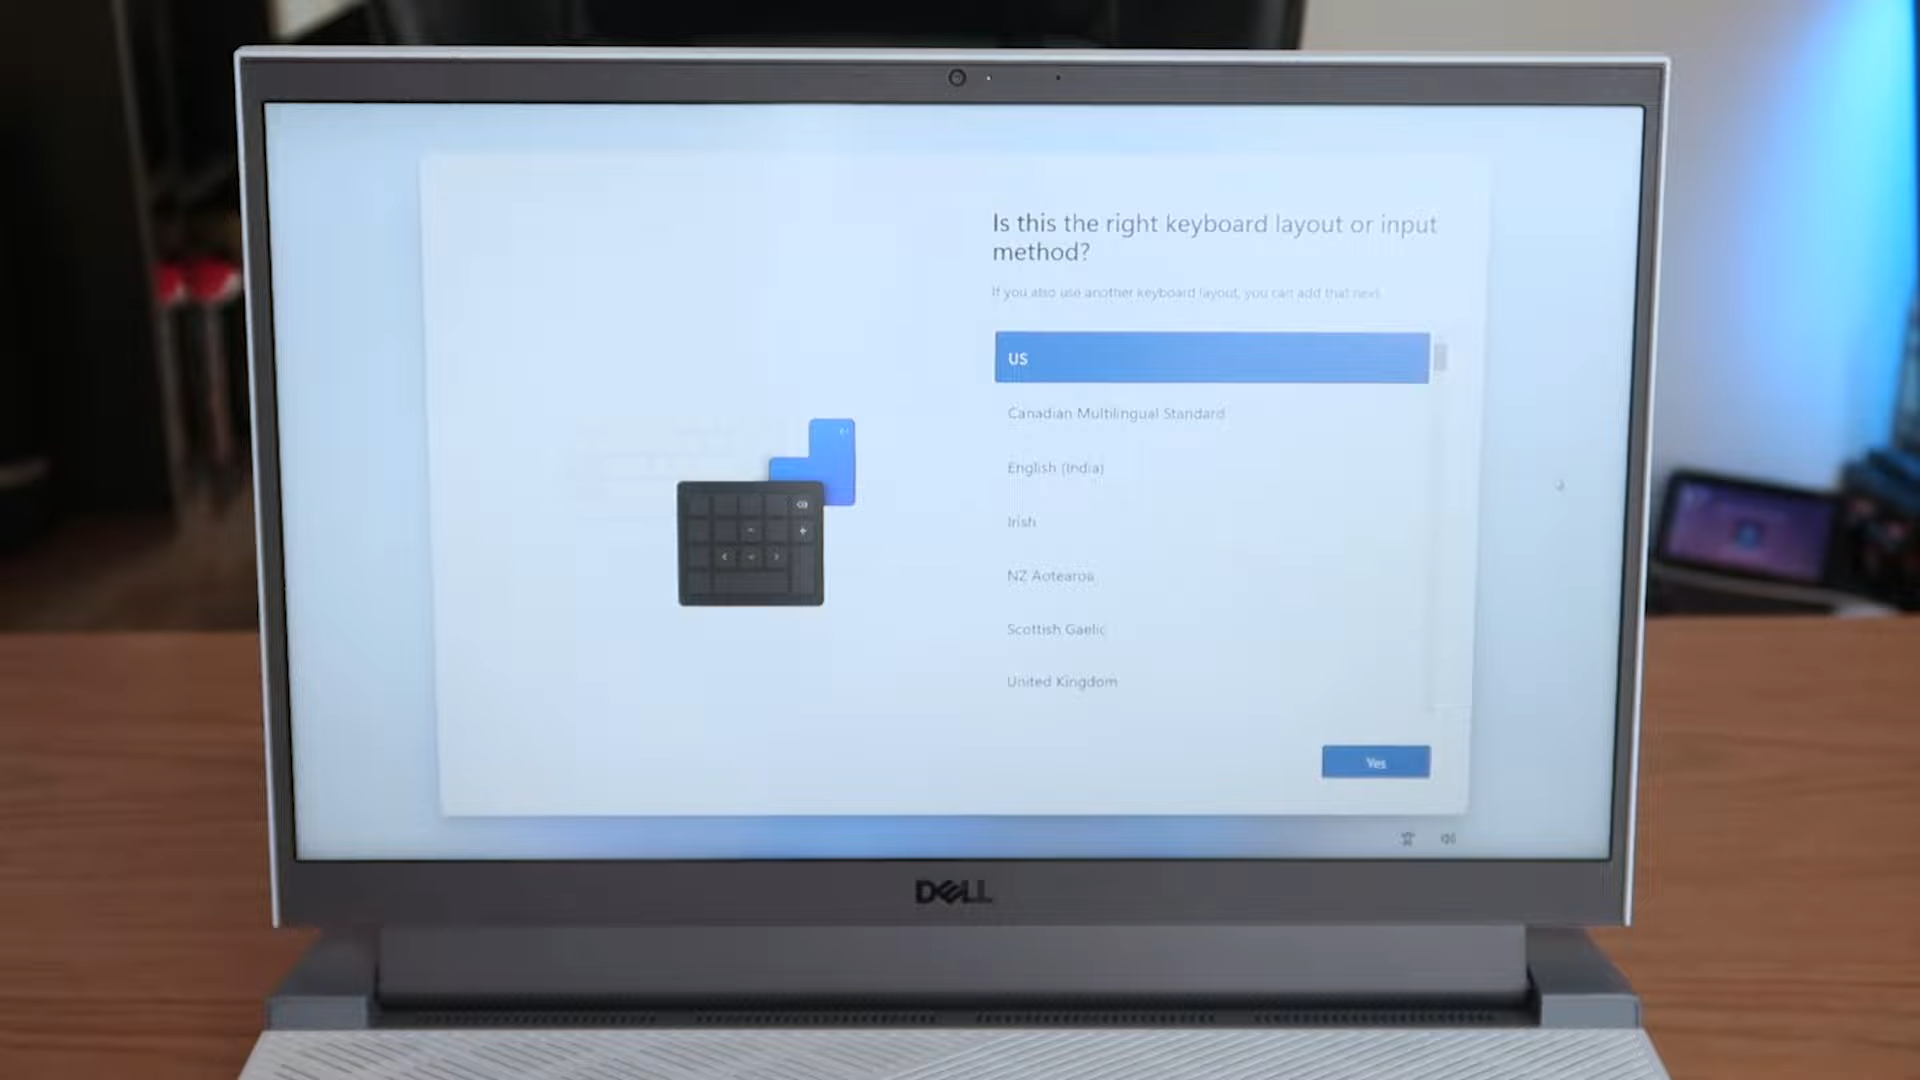 Is this the right keyboard layout or input
method?
If you also use another keyboard layout, you can add that next.
US
Canadian Multilingual Standard
English (India)
Irish
NZ Aotearoa
Scottish Gaelic
United Kingdom
Yes
DELL